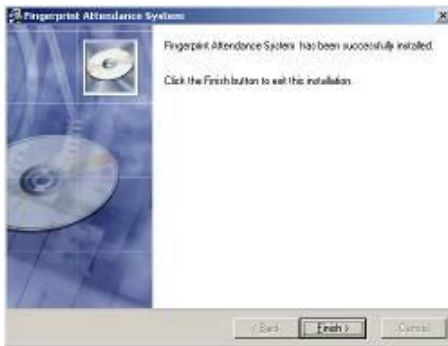 Fingerprint Attendance System
Fingerprint Attendance System has been successfully installed.
Click the Finish button to exit this installation.
< Back
Finish >
Cancel